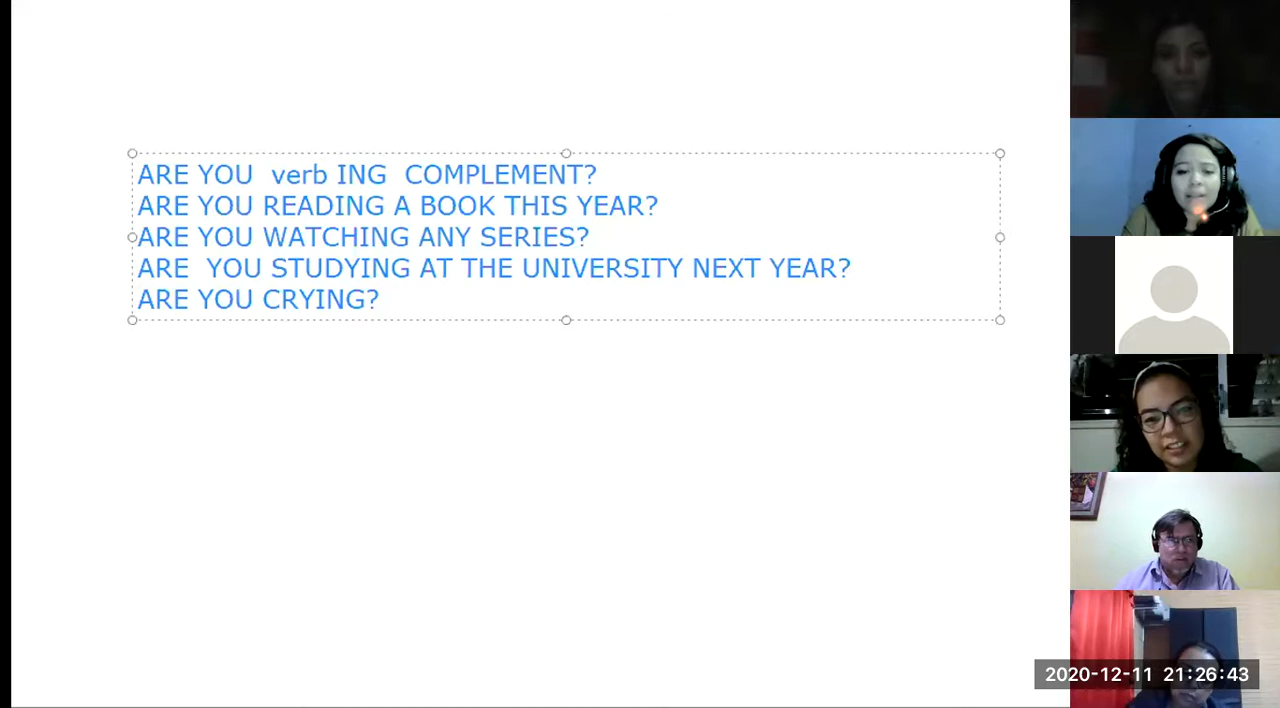 ARE YOU verb ING COMPLEMENT?
ARE YOU READING A BOOK THIS YEAR?
ARE YOU WATCHING ANY SERIES?
ARE YOU STUDYING AT THE UNIVERSITY NEXT YEAR?
ARE YOU CRYING?
2020-12-11 21:26:43